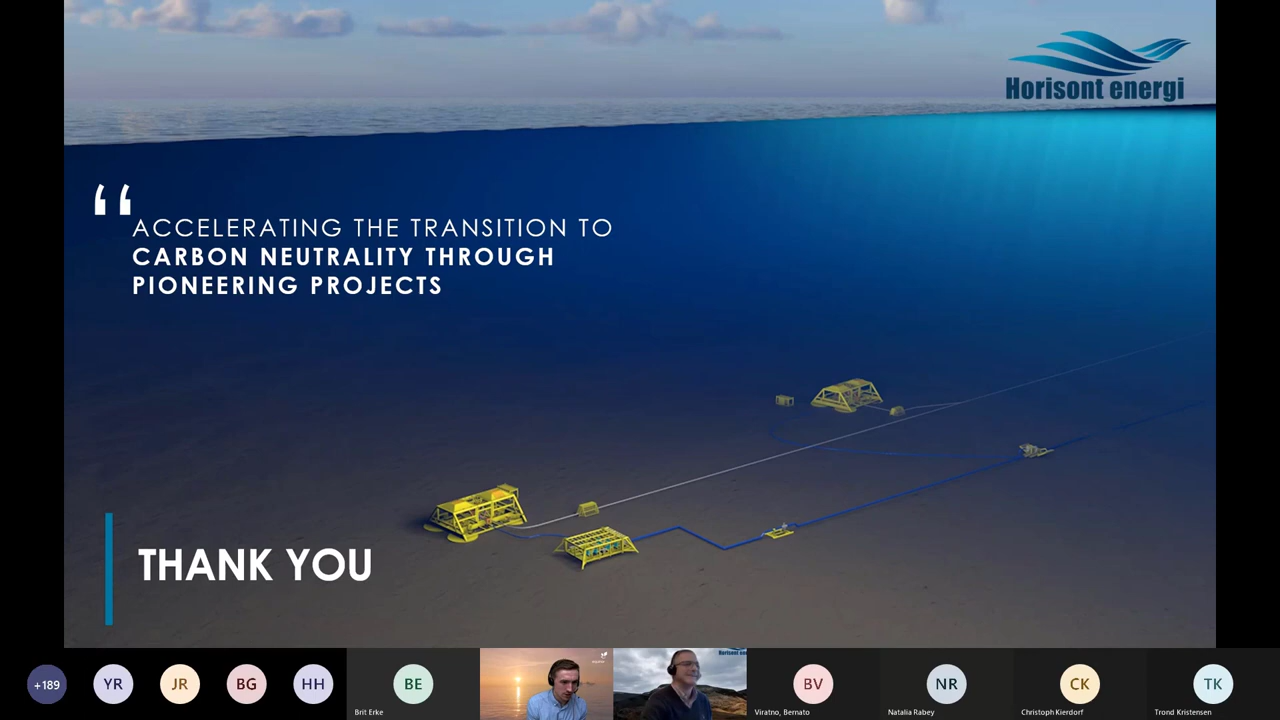 Horisont energi
“
ACCELERATING THE TRANSITION TO
CARBON NEUTRALITY THROUGH
PIONEERING PROJECTS
THANK YOU
+189
YR
JR
BG
HH
BE
Brit Erke
BV
Viratno, Bernato
NR
Natalia Rabey
CK
Christoph Kierdorf
TK
Trond Kristensen